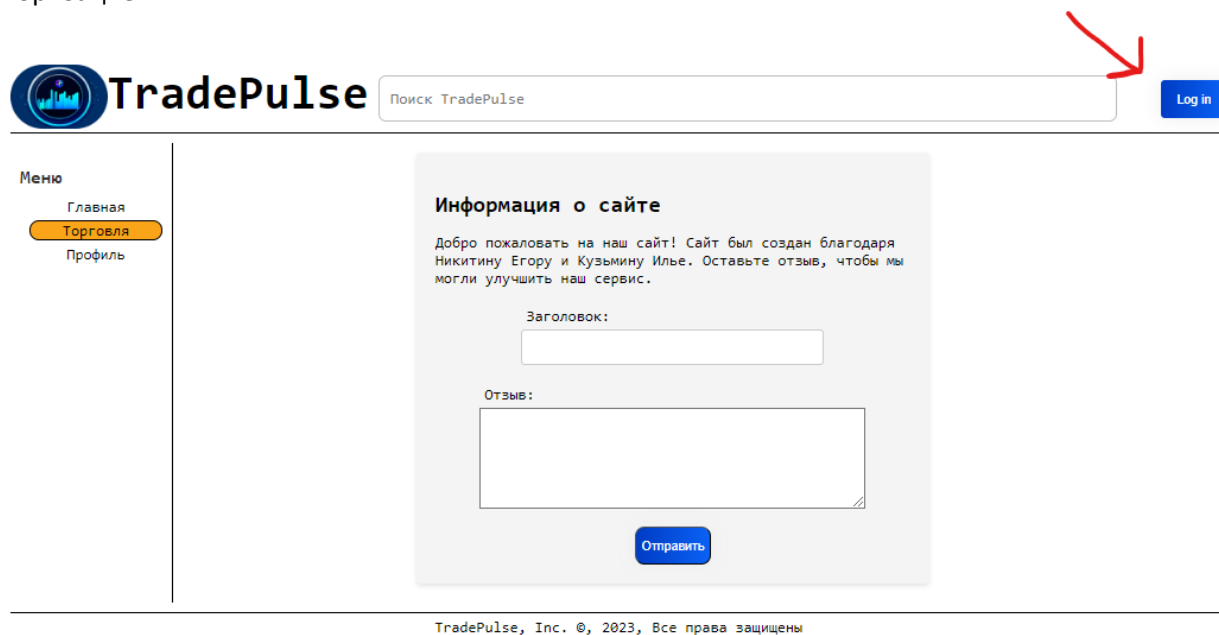 TradePulse
Поиск TradePulse
Log in
Меню
Главная
Торговля
Профиль
Информация о сайте
Добро пожаловать на наш сайт! Сайт был создан благодаря
Никитину Егору и Кузьмину Илье. Оставьте отзыв, чтобы мы
могли улучшить наш сервис.
Заголовок:
Отзыв:
Отправить
TradePulse, Inc. ©, 2023, Все права защищены